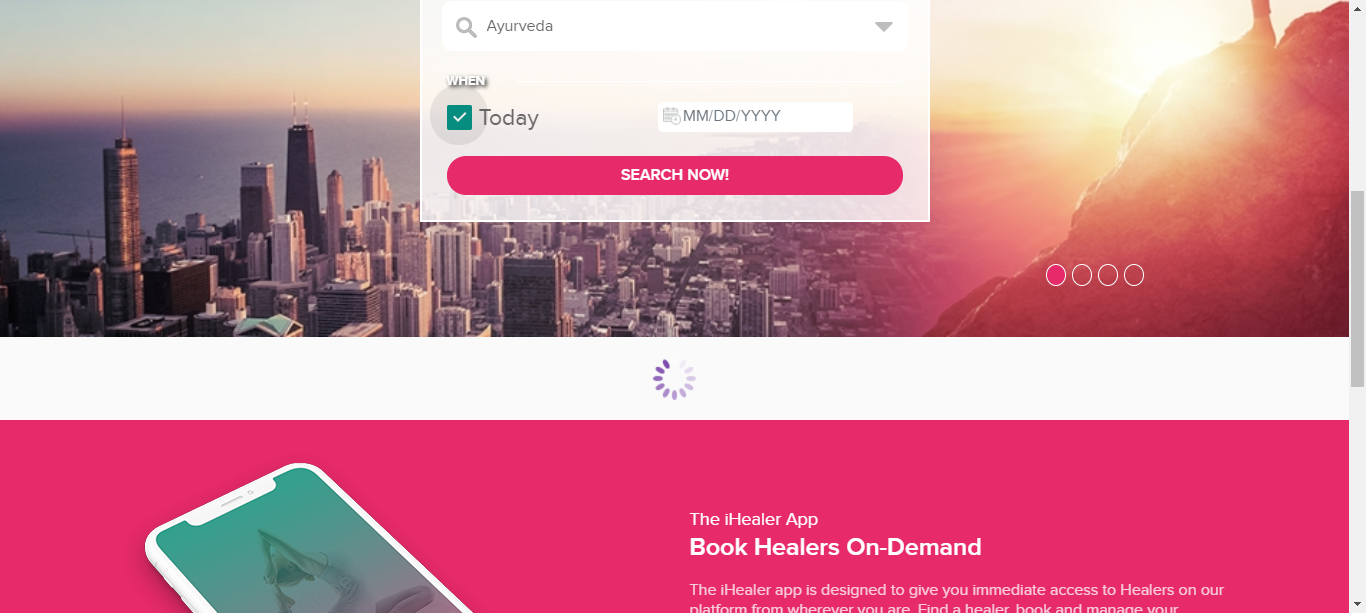 Ayurveda
WHEN
Today
MM/DD/YYYY
SEARCH NOW!
The iHealer App
Book Healers On-Demand
The iHealer app is designed to give you immediate access to Healers on our
platform from wherever you are. Find a healer, book and manage your